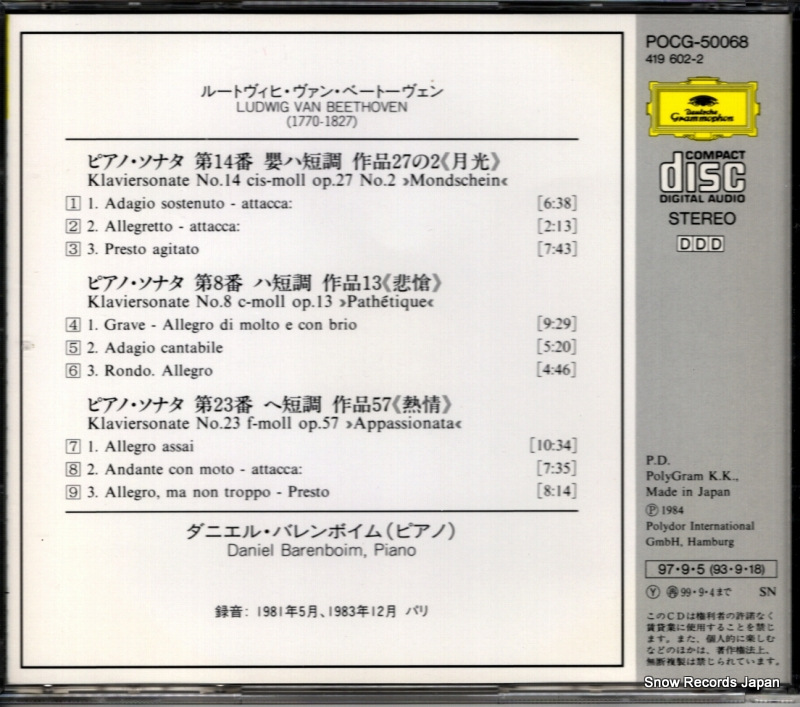 ルートヴィヒ・ヴァン・ベートーヴェン
LUDWIG VAN BEETHOVEN
(1770-1827)
ピアノ・ソナタ 第14番 嬰ハ短調 作品27の2《月光》
Klaviersonate No.14 cis-moll op.27 No.2 »Mondschein«
1 1. Adagio sostenuto - attacca: [6:38]
2 2. Allegretto - attacca: [2:13]
3 3. Presto agitato [7:43]
ピアノ・ソナタ 第8番 ハ短調 作品13《悲愴》
Klaviersonate No.8 c-moll op.13 »Pathétique«
4 1. Grave - Allegro di molto e con brio [9:29]
5 2. Adagio cantabile [5:20]
6 3. Rondo. Allegro [4:46]
ピアノ・ソナタ 第23番 ヘ短調 作品57《熱情》
Klaviersonate No.23 f-moll op.57 »Appassionata«
7 1. Allegro assai [10:34]
8 2. Andante con moto - attacca: [7:35]
9 3. Allegro, ma non troppo - Presto [8:14]
ダニエル・バレンボイム(ピアノ)
Daniel Barenboim, Piano
録音: 1981年5月、1983年12月 パリ
POCG-50068
419 602-2
Deutsche
Grammophon
COMPACT
disc
DIGITAL AUDIO
STEREO
DDD
P.D.
PolyGram K.K.,
Made in Japan
Ⓟ 1984
Polydor International
GmbH, Hamburg
97・9・5 (93・9・18)
Ⓨ ㊢ 99・9・4まで SN
このCDは権利者の許諾なく
賃貸業に使用することを禁じ
ます。また、個人的に楽しむ
などのほかは、著作権法上、
無断複製は禁じられています。
Snow Records Japan